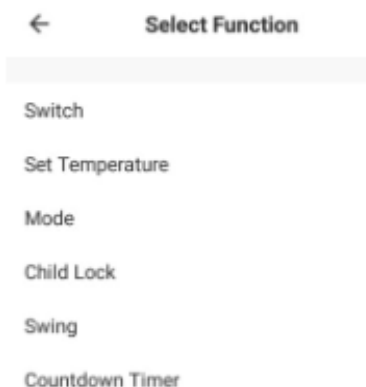 Select Function
Switch
Set Temperature
Mode
Child Lock
Swing
Countdown Timer